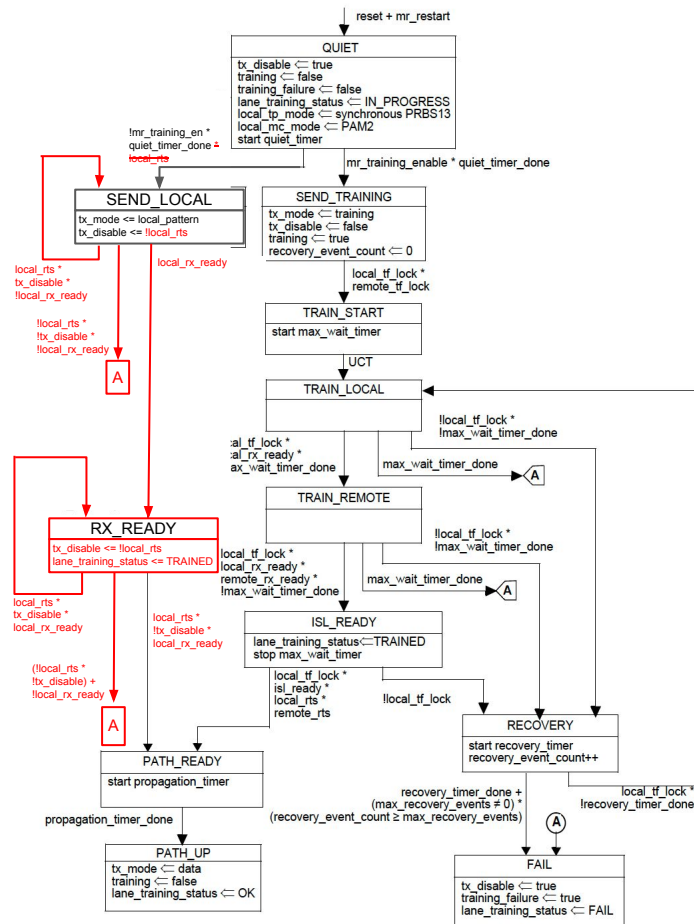 reset + mr_restart
QUIET
tx_disable ⇐ true
training ⇐ false
training_failure ⇐ false
lane_training_status ⇐ IN_PROGRESS
local_tp_mode ⇐ synchronous PRBS13
local_mc_mode ⇐ PAM2
start quiet_timer
!mr_training_en *
quiet_timer_done *
local_rts
mr_training_enable * quiet_timer_done
SEND_LOCAL
tx_mode <= local_pattern
tx_disable <= !local_rts
SEND_TRAINING
tx_mode ⇐ training
tx_disable ⇐ false
training ⇐ true
recovery_event_count ⇐ 0
local_rts *
tx_disable *
!local_rx_ready
local_rx_ready
local_tf_lock *
remote_tf_lock
!local_rts *
!tx_disable *
!local_rx_ready
A
TRAIN_START
start max_wait_timer
UCT
TRAIN_LOCAL
!local_tf_lock *
!max_wait_timer_done
cal_tf_lock *
cal_rx_ready *
max_wait_timer_done
max_wait_timer_done
A
TRAIN_REMOTE
RX_READY
tx_disable <= !local_rts
lane_training_status <= TRAINED
!local_tf_lock *
!max_wait_timer_done
local_tf_lock *
local_rx_ready *
remote_rx_ready *
!max_wait_timer_done
max_wait_timer_done
A
local_rts *
tx_disable *
local_rx_ready
local_rts *
!tx_disable *
local_rx_ready
ISL_READY
lane_training_status⇐TRAINED
stop max_wait_timer
(!local_rts *
!tx_disable) +
!local_rx_ready
A
local_tf_lock *
isl_ready *
local_rts *
remote_rts
!local_tf_lock
RECOVERY
start recovery_timer
recovery_event_count++
PATH_READY
start propagation_timer
recovery_timer_done +
(max_recovery_events ≠ 0) *
(recovery_event_count ≥ max_recovery_events)
local_tf_lock *
!recovery_timer_done
A
propagation_timer_done
PATH_UP
tx_mode ⇐ data
training ⇐ false
lane_training_status ⇐ OK
FAIL
tx_disable ⇐ true
training_failure ⇐ true
lane_training_status ⇐ FAIL